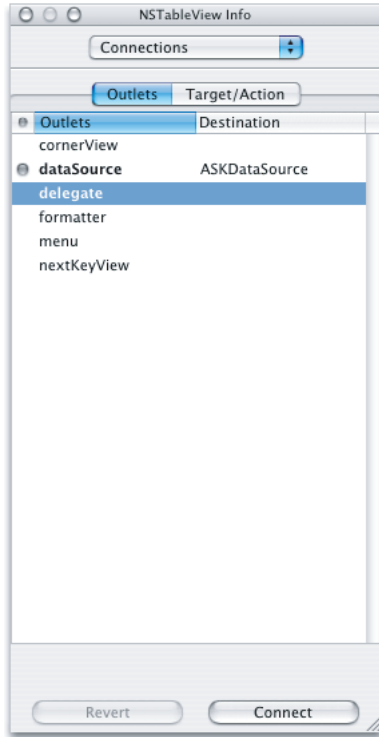 NSTableView Info
Connections
Outlets Target/Action
Outlets Destination
cornerView
dataSource ASKDataSource
delegate
formatter
menu
nextKeyView
Revert Connect